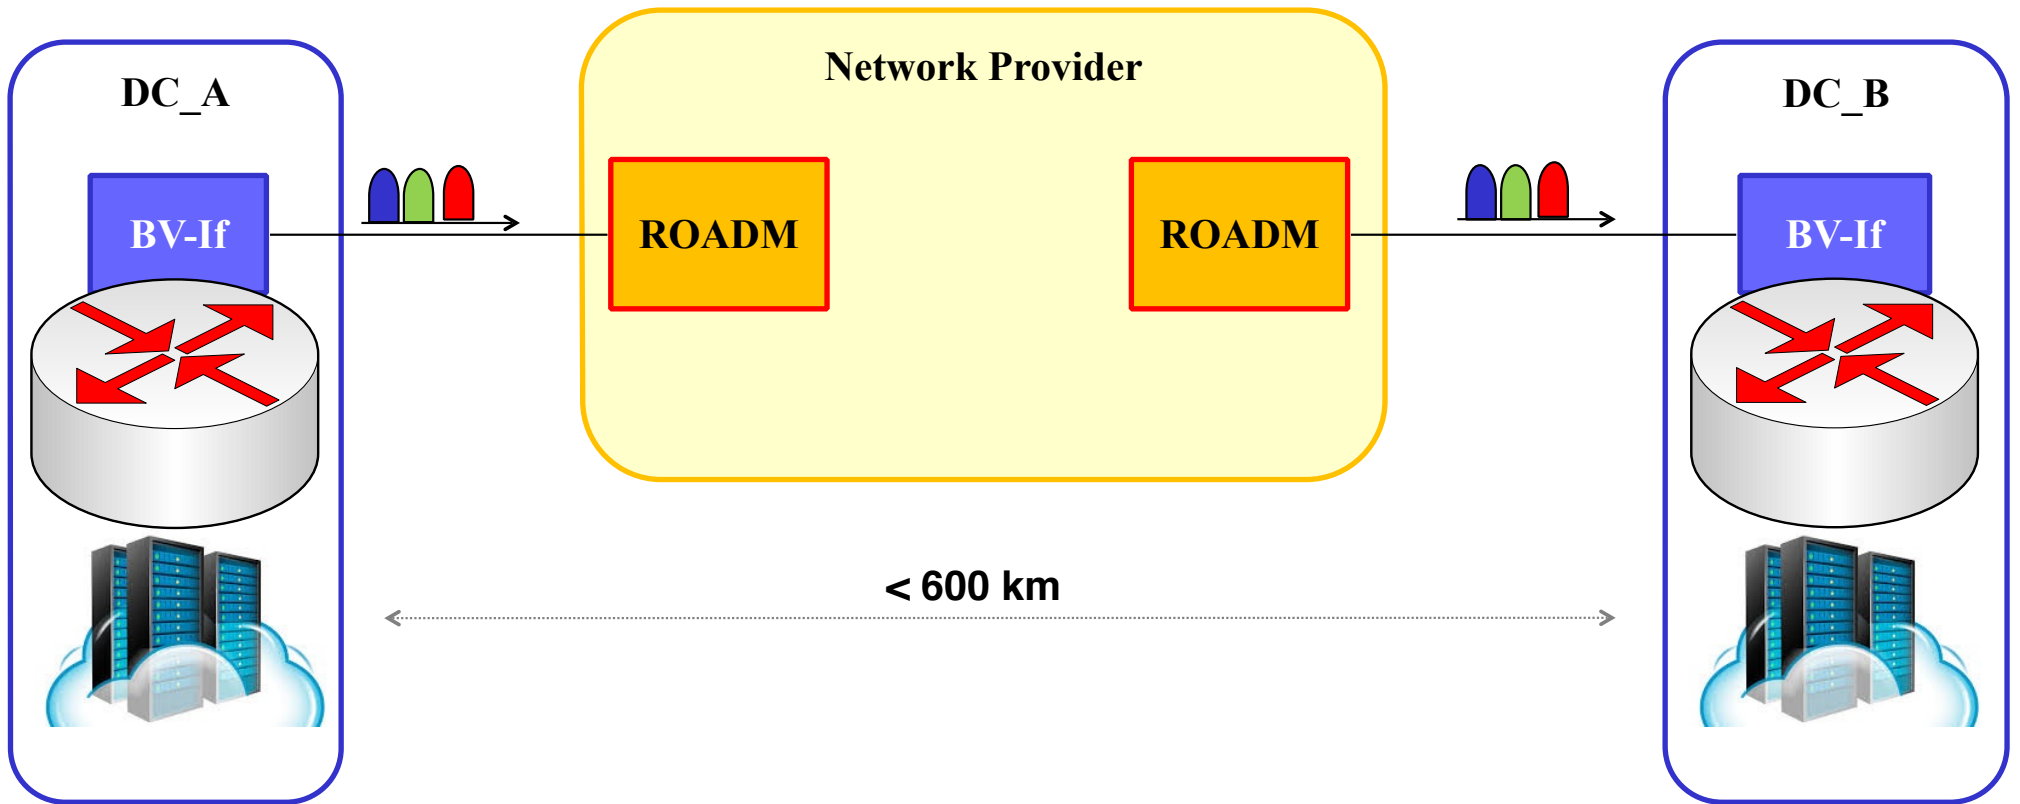 Network Provider
DC_A
DC_B
BV-If
ROADM
ROADM
BV-If
< 600 km